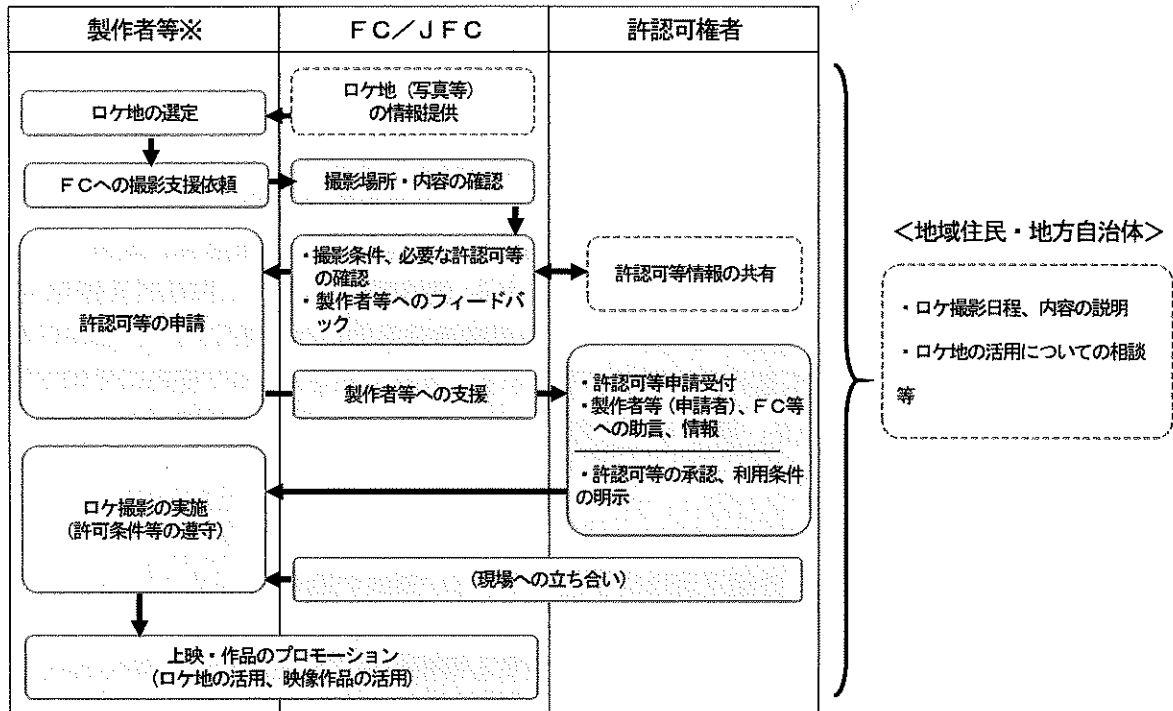 製作者等※
ＦＣ／ＪＦＣ
許認可権者
ロケ地（写真等）
の情報提供
ロケ地の選定
ＦＣへの撮影支援依頼
撮影場所・内容の確認
・撮影条件、必要な許認可等
の確認
・製作者等へのフィードバ
ック
許認可等情報の共有
許認可等の申請
製作者等への支援
・許認可等申請受付
・製作者等（申請者）、ＦＣ等
への助言、情報
・許認可等の承認、利用条件
の明示
ロケ撮影の実施
（許可条件等の遵守）
（現場への立ち合い）
上映・作品のプロモーション
（ロケ地の活用、映像作品の活用）
＜地域住民・地方自治体＞
・ロケ撮影日程、内容の説明
・ロケ地の活用についての相談
等